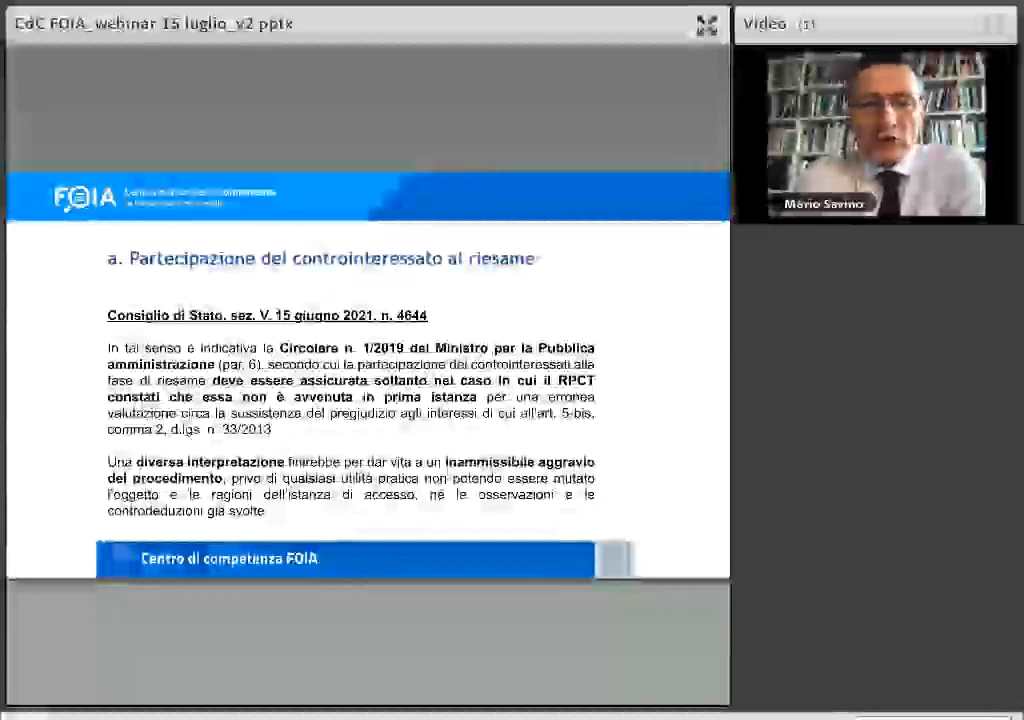 CdC FOIA_webinar 15 luglio_v2 pptx
Video (1)
Mario Savino
FOIA
a. Partecipazione del controinteressato al riesame
Consiglio di Stato, sez. V, 15 giugno 2021, n. 4644
In tal senso è indicativa la Circolare n. 1/2019 del Ministro per la Pubblica
amministrazione (par. 6), secondo cui la partecipazione dei controinteressati alla
fase di riesame deve essere assicurata soltanto nel caso in cui il RPCT
constati che essa non è avvenuta in prima istanza per una erronea
valutazione circa la sussistenza del pregiudizio agli interessi di cui all'art. 5-bis,
comma 2, d.lgs. n. 33/2013
Una diversa interpretazione finirebbe per dar vita a un inammissibile aggravio
del procedimento, privo di qualsiasi utilità pratica non potendo essere mutato
l'oggetto e le ragioni dell'istanza di accesso, né le osservazioni e le
controdeduzioni già svolte
Centro di competenza FOIA